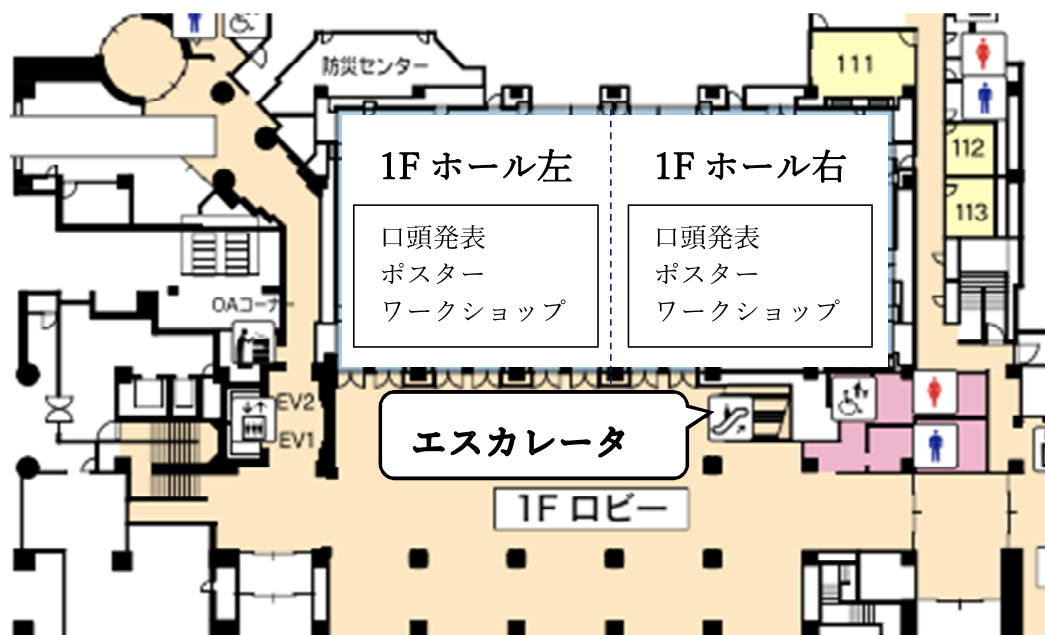 防災センター
111
112
113
1F ホール左
口頭発表
ポスター
ワークショップ
1F ホール右
口頭発表
ポスター
ワークショップ
OAコーナー
EV2
EV1
エスカレータ
1F ロビー